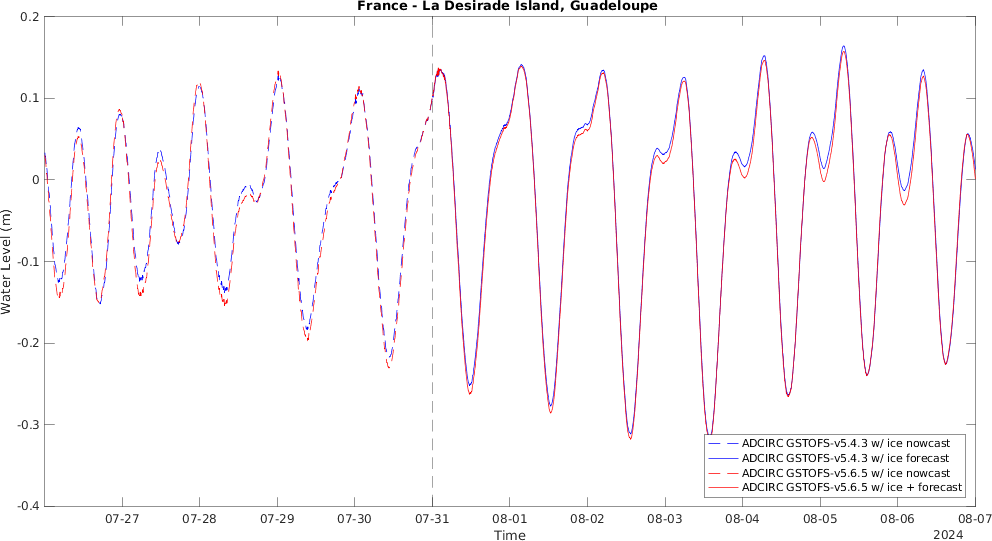 France - La Desirade Island, Guadeloupe
0.2
0.1
0
-0.1
-0.2
-0.3
-0.4
Water Level (m)
ADCIRC GSTOFS-v5.4.3 w/ ice nowcast
ADCIRC GSTOFS-v5.4.3 w/ ice forecast
ADCIRC GSTOFS-v5.6.5 w/ ice nowcast
ADCIRC GSTOFS-v5.6.5 w/ ice + forecast
07-27 07-28 07-29 07-30 07-31 08-01 08-02 08-03 08-04 08-05 08-06 08-07
Time
2024